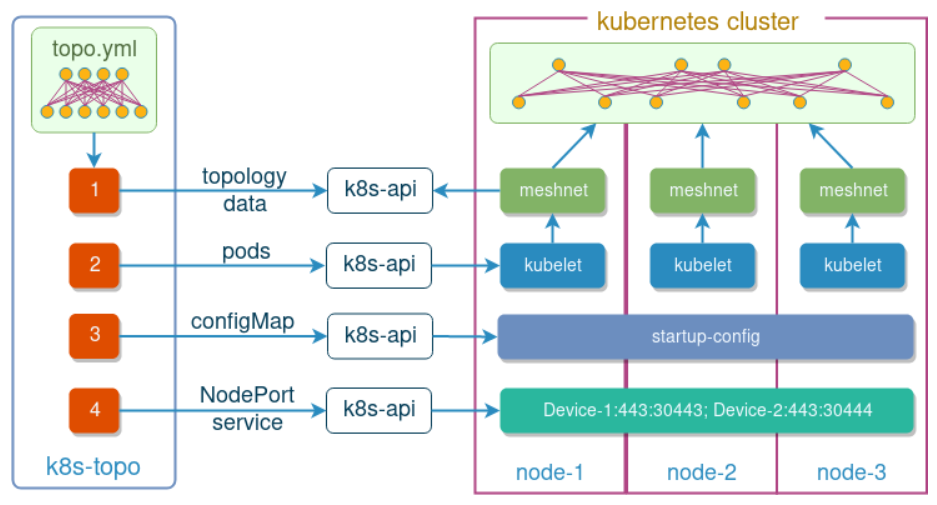 kubernetes cluster
topo.yml
1
topology
data
k8s-api
meshnet
meshnet
meshnet
2
pods
k8s-api
kubelet
kubelet
kubelet
3
configMap
k8s-api
startup-config
4
NodePort
service
k8s-api
Device-1:443:30443; Device-2:443:30444
k8s-topo
node-1
node-2
node-3